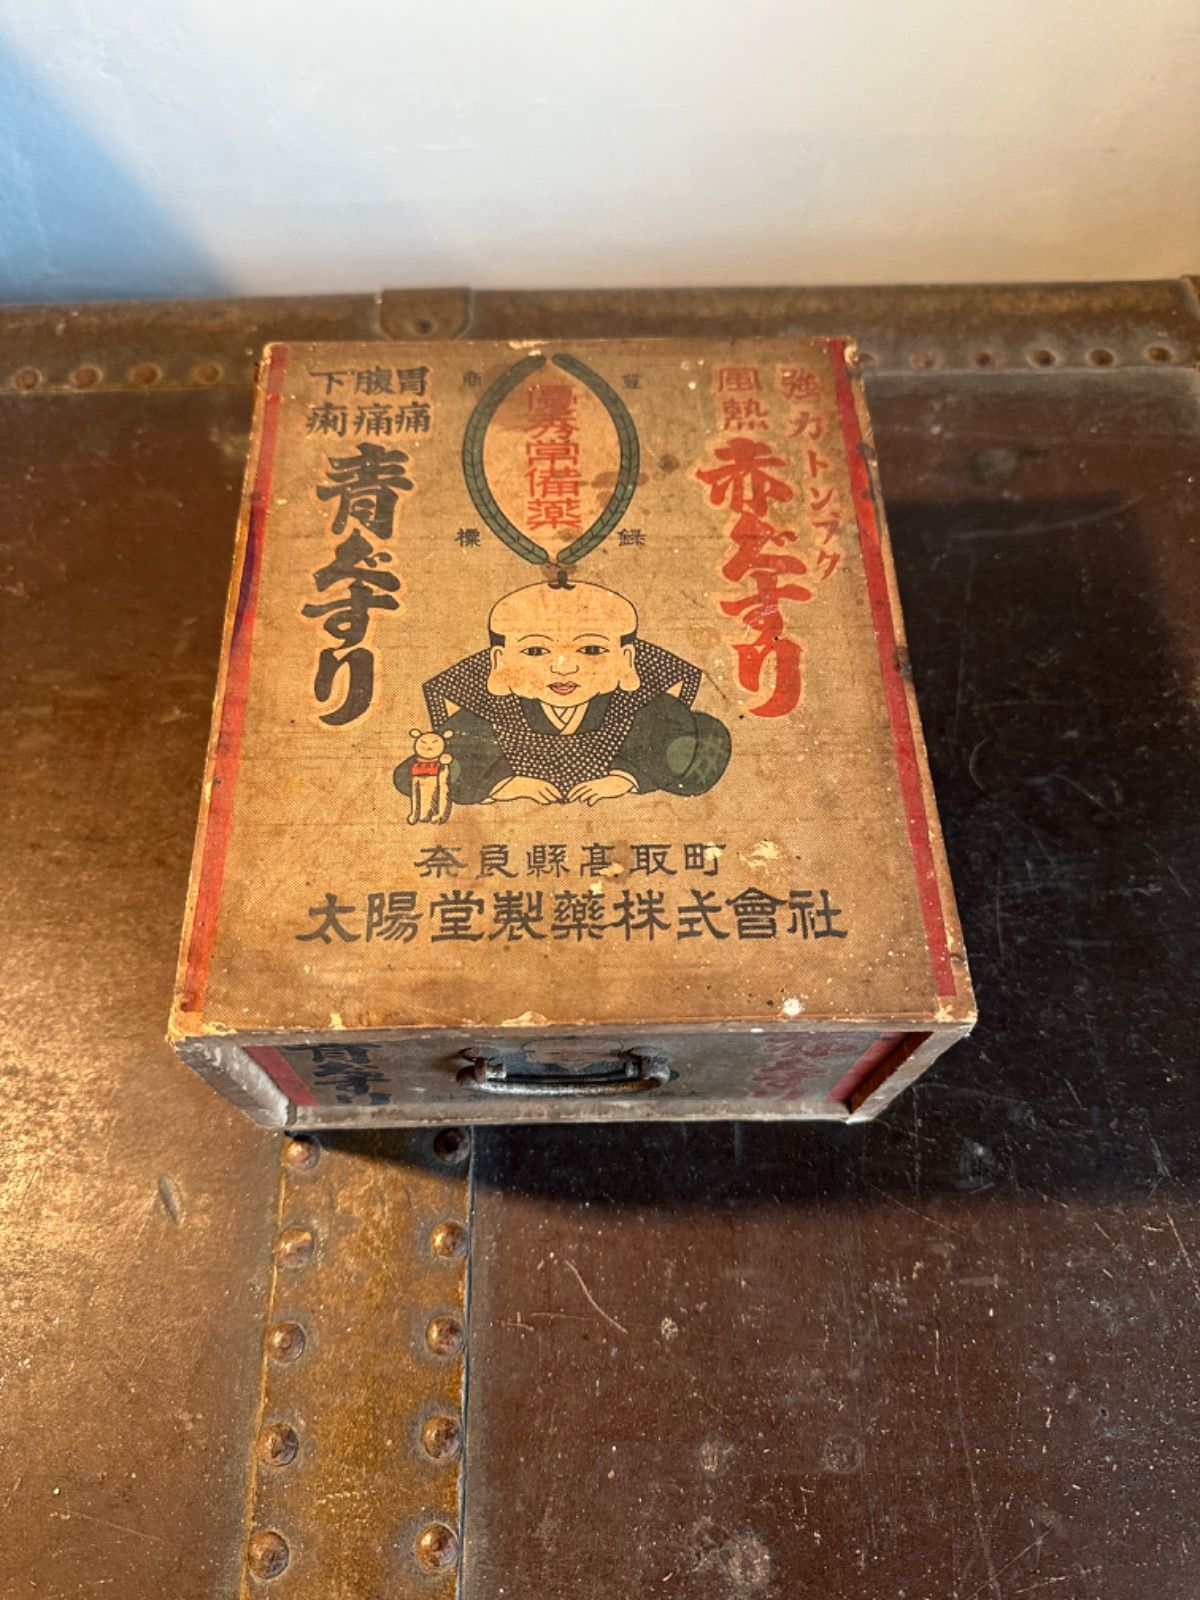 強力トンプク
風熱
赤ぐすり
登録
商標
優秀常備薬
胃痛
腹痛
下痢
青ぐすり
奈良縣高取町
太陽堂製薬株式會社